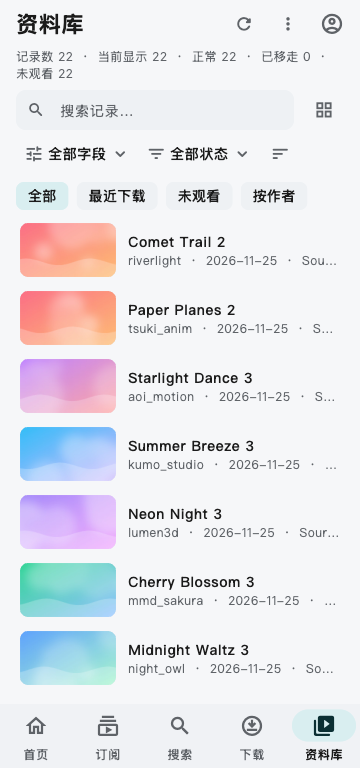 资料库
记录数 22 · 当前显示 22 · 正常 22 · 已移走 0 ·
未观看 22
搜索记录...
全部字段 全部状态
全部 最近下载 未观看 按作者
Comet Trail 2
riverlight · 2026-11-25 · Sou...
Paper Planes 2
tsuki_anim · 2026-11-25 · S...
Starlight Dance 3
aoi_motion · 2026-11-25 · S...
Summer Breeze 3
kumo_studio · 2026-11-25 · ...
Neon Night 3
lumen3d · 2026-11-25 · Sour...
Cherry Blossom 3
mmd_sakura · 2026-11-25 · ...
Midnight Waltz 3
night_owl · 2026-11-25 · So...
首页 订阅 搜索 下载 资料库